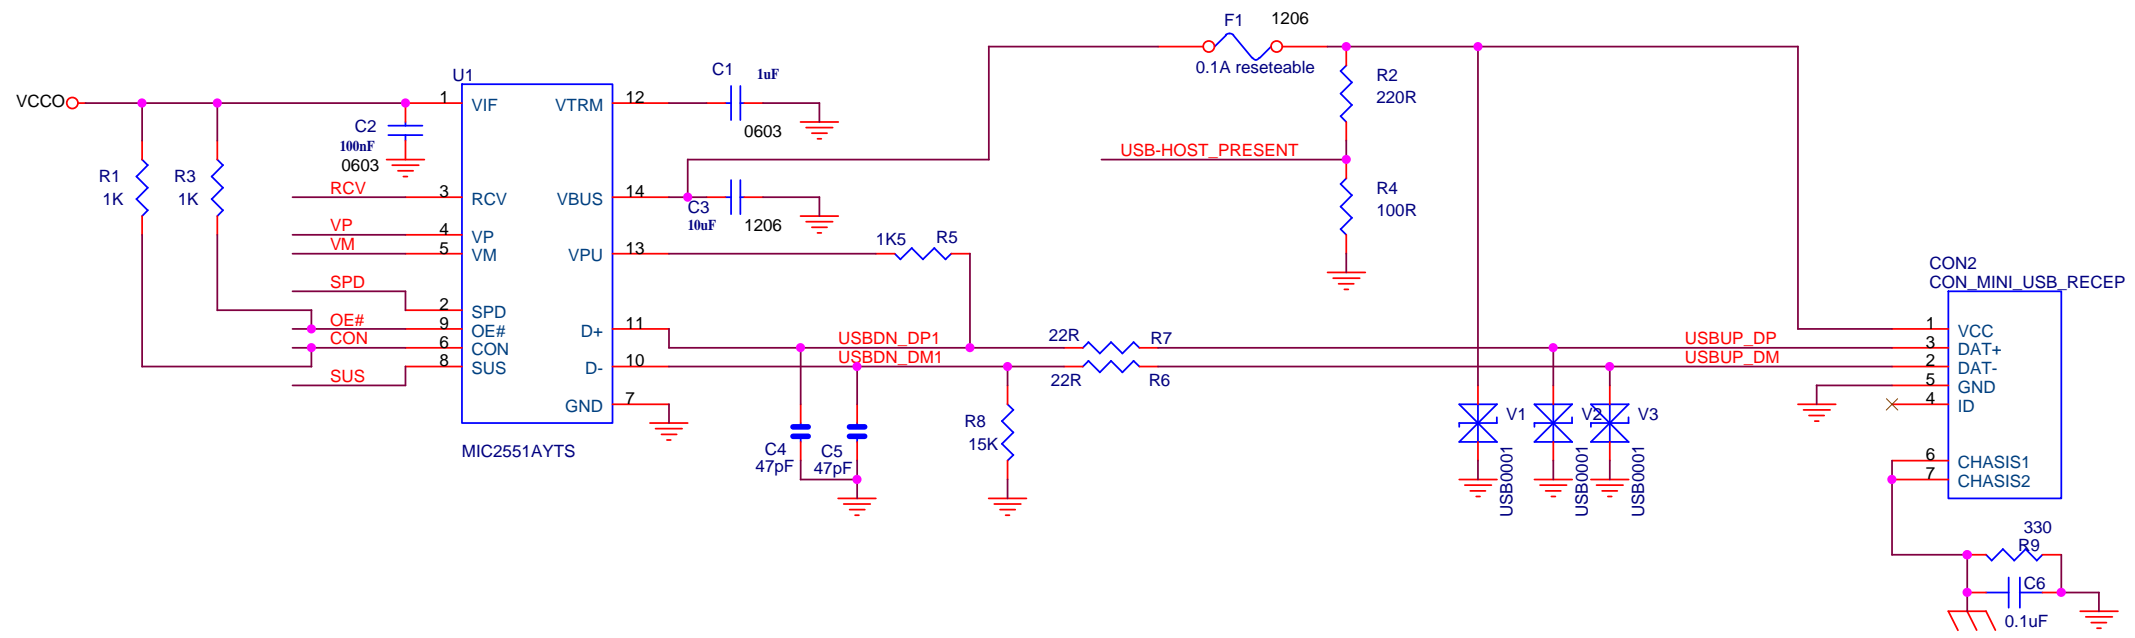 F1 1206
0.1A reseteable
VCCO
U1
C1 1uF
0603
C2
100nF
0603
R1
1K
R3
1K
RCV
VP
VM
SPD
OE#
CON
SUS
1 VIF
3 RCV
4 VP
5 VM
2 SPD
9 OE#
6 CON
8 SUS
VTRM 12
VBUS 14
VPU 13
D+ 11
D- 10
GND 7
MIC2551AYTS
C3
10uF
1206
1K5 R5
R2
220R
USB-HOST_PRESENT
R4
100R
USBDN_DP1
USBDN_DM1
22R R7
22R R6
USBUP_DP
USBUP_DM
C4
47pF
C5
47pF
R8
15K
V1
USB0001
V2
USB0001
V3
USB0001
CON2
CON_MINI_USB_RECEP
1 VCC
3 DAT+
2 DAT-
5 GND
4 ID
6 CHASIS1
7 CHASIS2
330
R9
C6
0.1uF